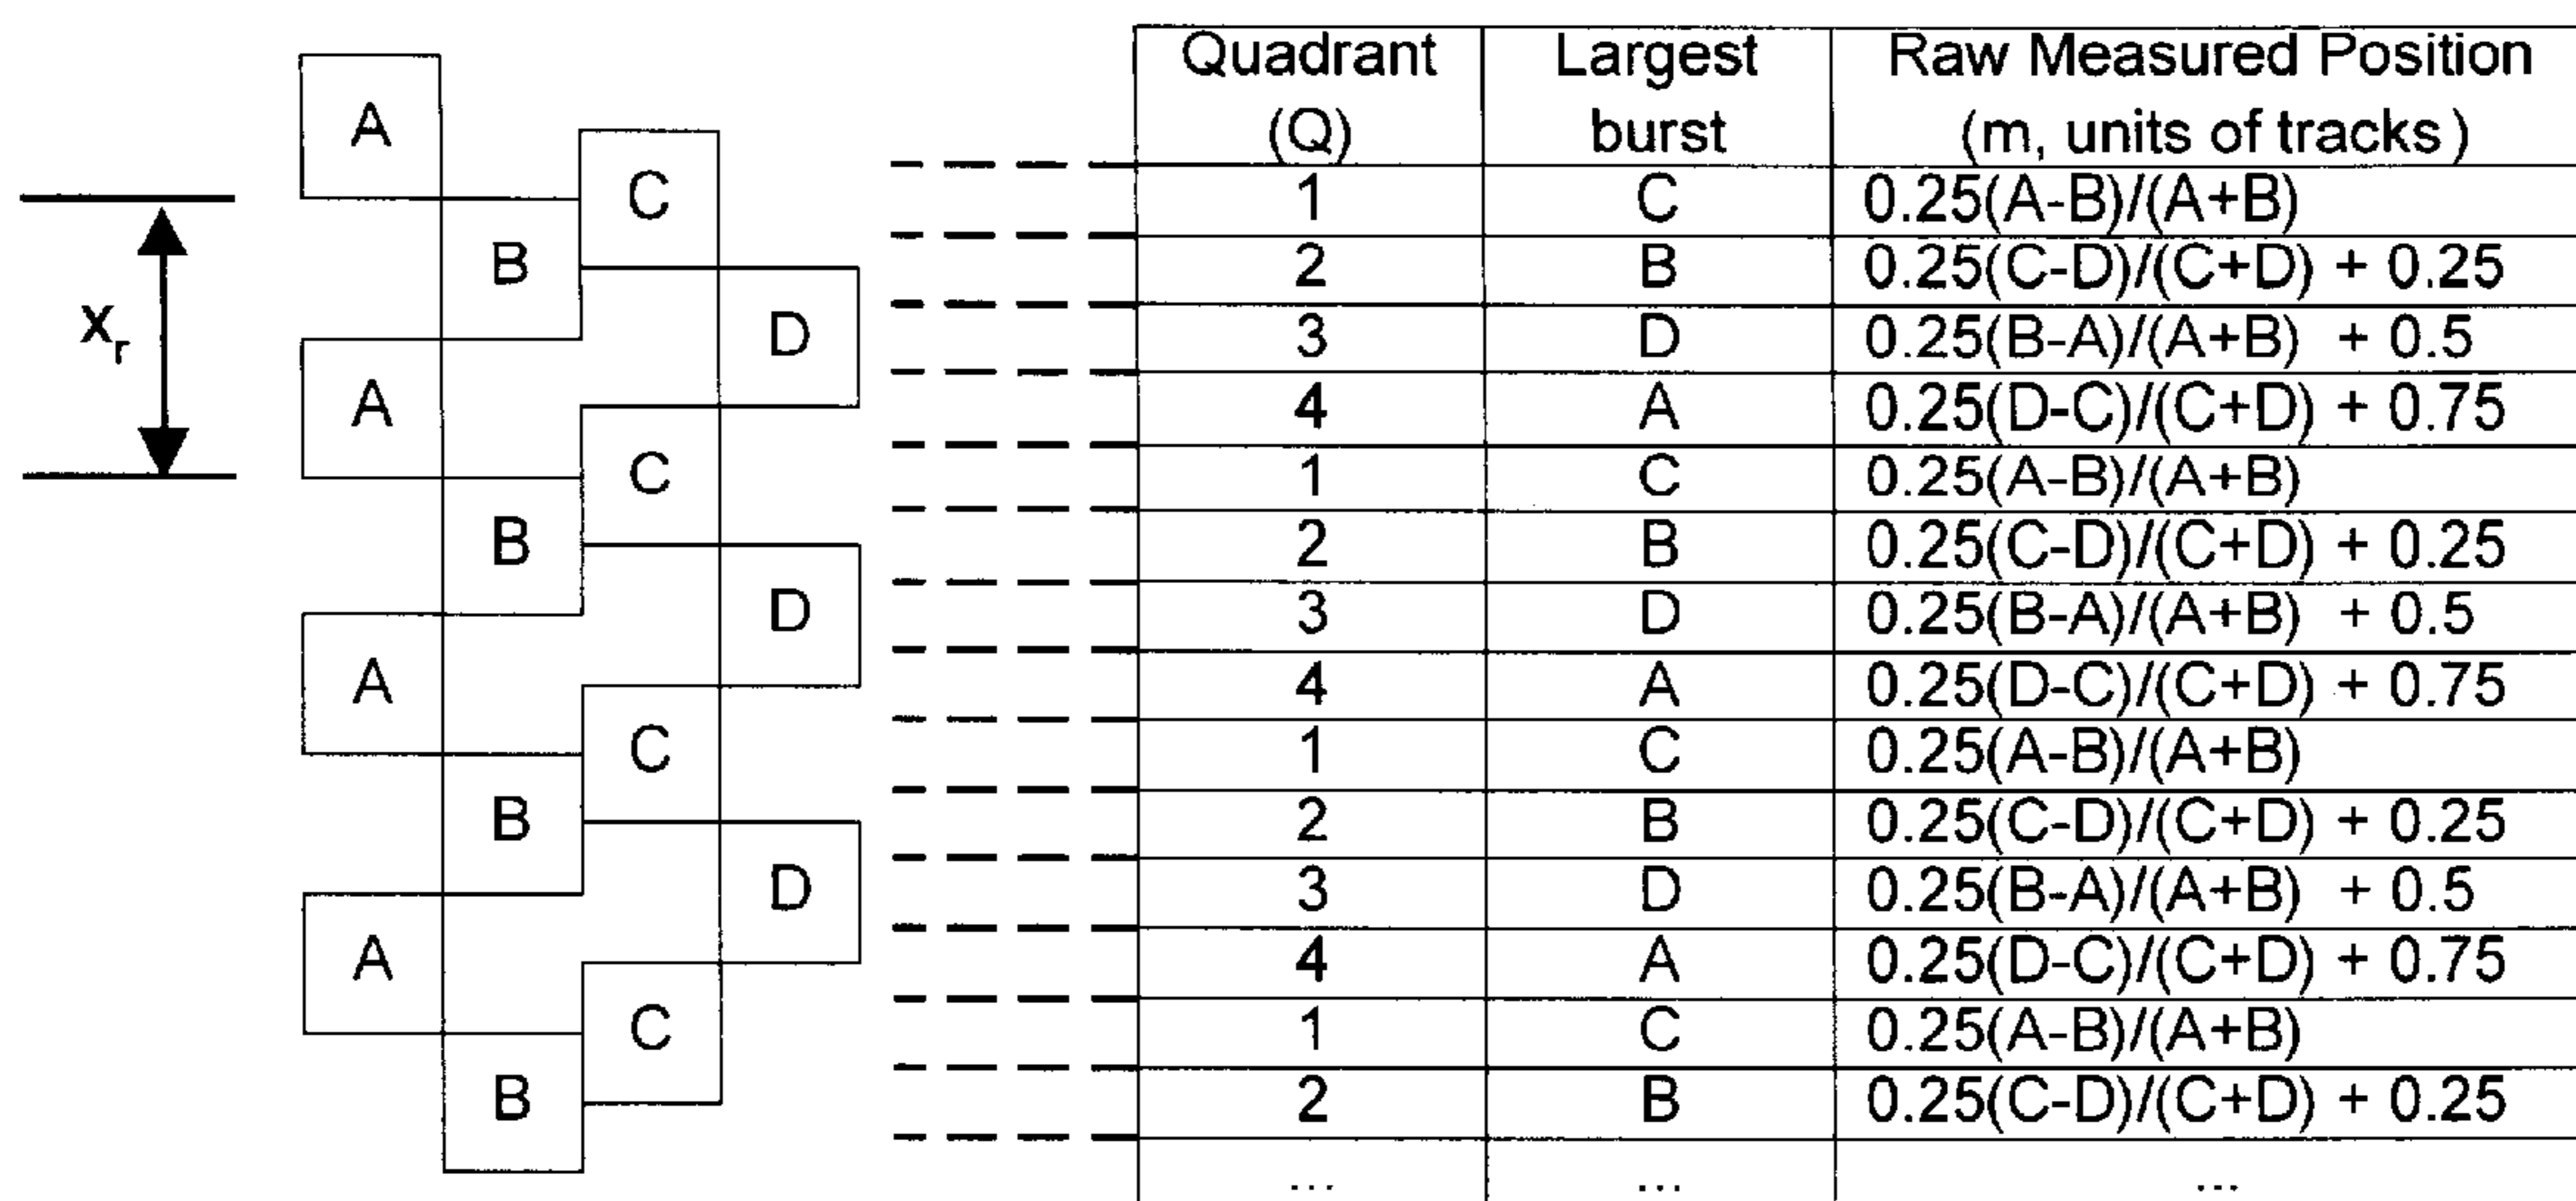 A
C
B
D
x_r
A
C
B
D
A
C
B
D
A
C
B
Quadrant (Q) Largest burst Raw Measured Position (m, units of tracks)
1 C 0.25(A-B)/(A+B)
2 B 0.25(C-D)/(C+D) + 0.25
3 D 0.25(B-A)/(A+B) + 0.5
4 A 0.25(D-C)/(C+D) + 0.75
1 C 0.25(A-B)/(A+B)
2 B 0.25(C-D)/(C+D) + 0.25
3 D 0.25(B-A)/(A+B) + 0.5
4 A 0.25(D-C)/(C+D) + 0.75
1 C 0.25(A-B)/(A+B)
2 B 0.25(C-D)/(C+D) + 0.25
3 D 0.25(B-A)/(A+B) + 0.5
4 A 0.25(D-C)/(C+D) + 0.75
1 C 0.25(A-B)/(A+B)
2 B 0.25(C-D)/(C+D) + 0.25
... ... ...